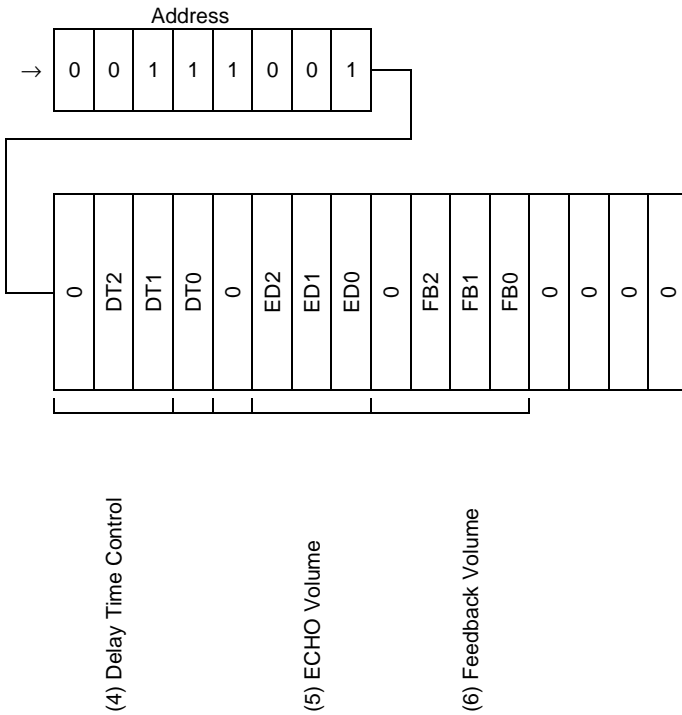 Address
→ 0 0 1 1 1 0 0 1
0 DT2 DT1 DT0 0 ED2 ED1 ED0 0 FB2 FB1 FB0 0 0 0 0
(4) Delay Time Control
(5) ECHO Volume
(6) Feedback Volume